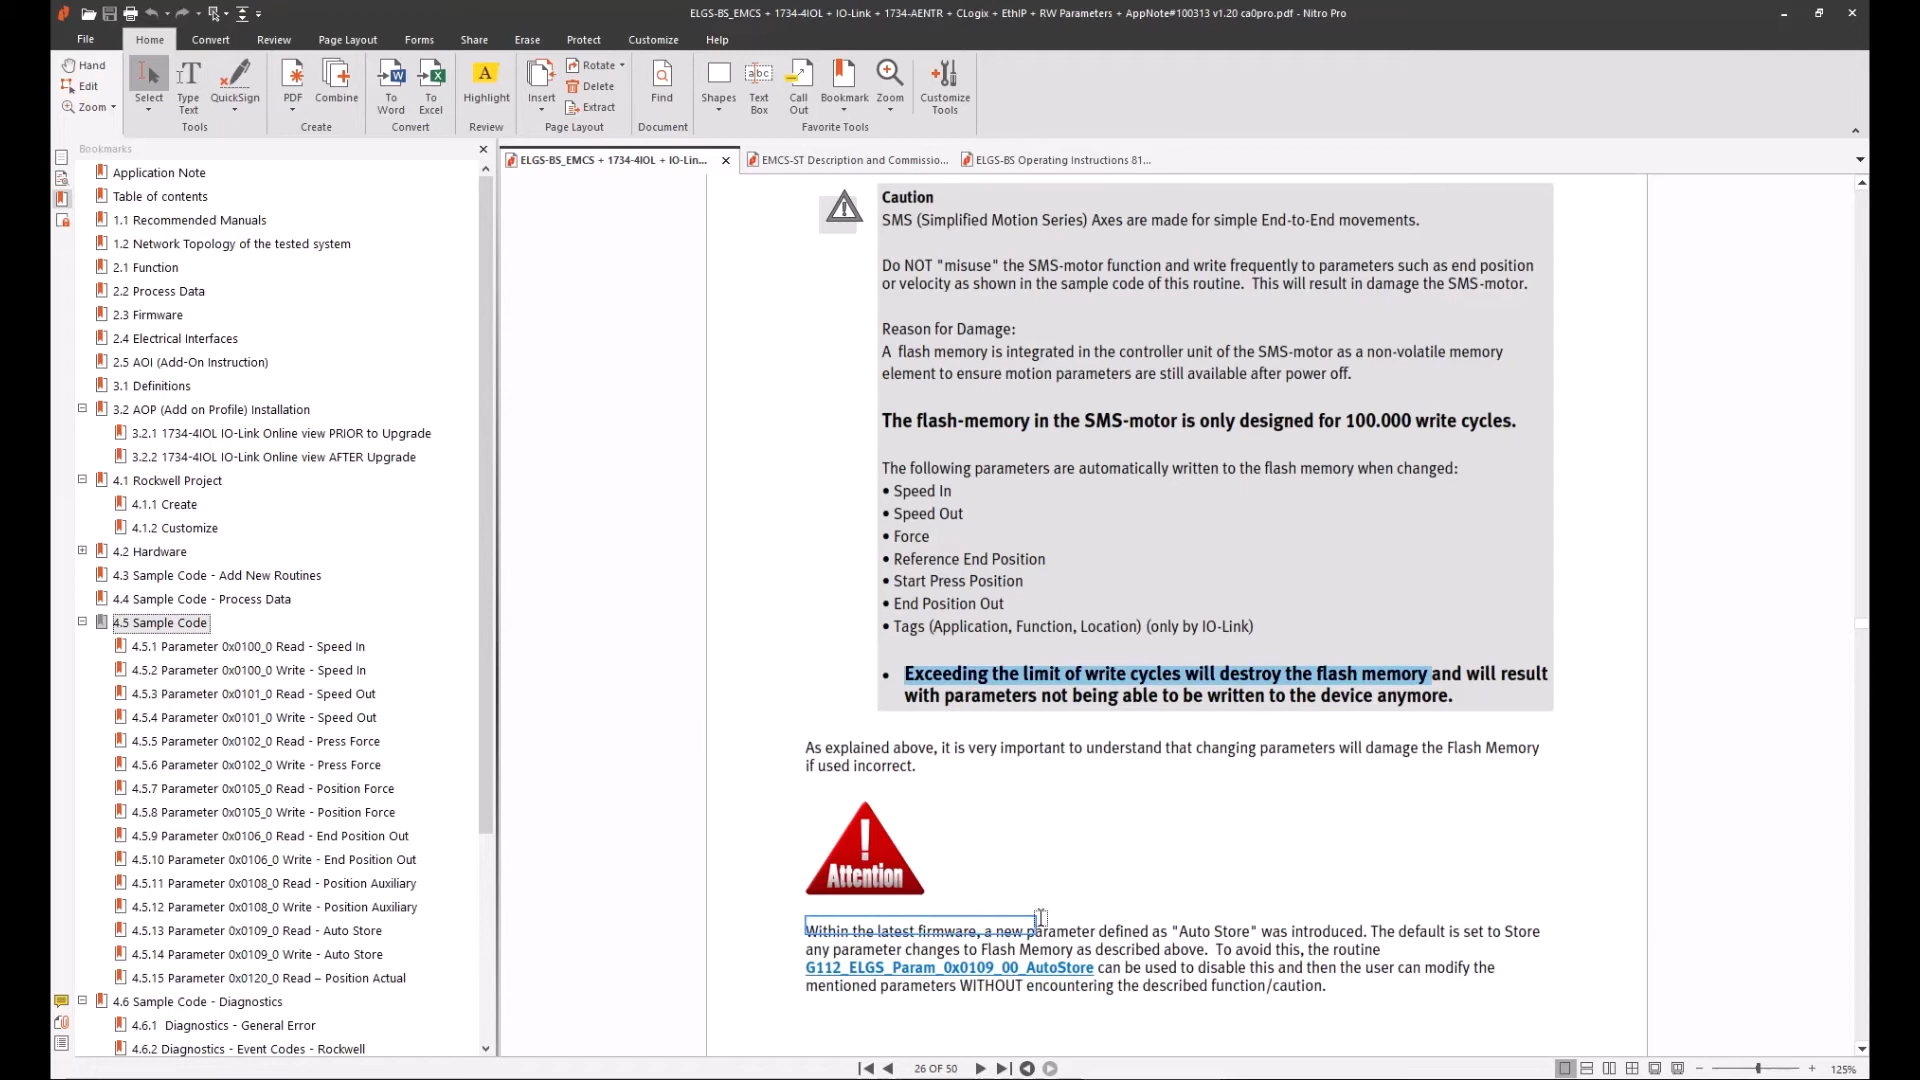 ELGS-BS_EMCS + 1734-4IOL + IO-Link + 1734-AENTR + CLogix + EthIP + RW Parameters + AppNote#100313 v1.20 ca0pro.pdf - Nitro Pro
File Home Convert Review Page Layout Forms Share Erase Protect Customize Help
Hand
Edit
Zoom
Select
Type Text
QuickSign
Tools
PDF
Combine
Create
To Word
To Excel
Convert
Highlight
Review
Insert
Rotate
Delete
Extract
Page Layout
Find
Document
Shapes
abc
Text Box
Call Out
Bookmark
Zoom
Favorite Tools
Customize Tools
Bookmarks
Application Note
Table of contents
1.1 Recommended Manuals
1.2 Network Topology of the tested system
2.1 Function
2.2 Process Data
2.3 Firmware
2.4 Electrical Interfaces
2.5 AOI (Add-On Instruction)
3.1 Definitions
3.2 AOP (Add on Profile) Installation
3.2.1 1734-4IOL IO-Link Online view PRIOR to Upgrade
3.2.2 1734-4IOL IO-Link Online view AFTER Upgrade
4.1 Rockwell Project
4.1.1 Create
4.1.2 Customize
4.2 Hardware
4.3 Sample Code - Add New Routines
4.4 Sample Code - Process Data
4.5 Sample Code
4.5.1 Parameter 0x0100_0 Read - Speed In
4.5.2 Parameter 0x0100_0 Write - Speed In
4.5.3 Parameter 0x0101_0 Read - Speed Out
4.5.4 Parameter 0x0101_0 Write - Speed Out
4.5.5 Parameter 0x0102_0 Read - Press Force
4.5.6 Parameter 0x0102_0 Write - Press Force
4.5.7 Parameter 0x0105_0 Read - Position Force
4.5.8 Parameter 0x0105_0 Write - Position Force
4.5.9 Parameter 0x0106_0 Read - End Position Out
4.5.10 Parameter 0x0106_0 Write - End Position Out
4.5.11 Parameter 0x0108_0 Read - Position Auxiliary
4.5.12 Parameter 0x0108_0 Write - Position Auxiliary
4.5.13 Parameter 0x0109_0 Read - Auto Store
4.5.14 Parameter 0x0109_0 Write - Auto Store
4.5.15 Parameter 0x0120_0 Read – Position Actual
4.6 Sample Code - Diagnostics
4.6.1 Diagnostics - General Error
4.6.2 Diagnostics - Event Codes - Rockwell
ELGS-BS_EMCS + 1734-4IOL + IO-Lin...
EMCS-ST Description and Commissio...
ELGS-BS Operating Instructions 81...
Caution
SMS (Simplified Motion Series) Axes are made for simple End-to-End movements.
Do NOT "misuse" the SMS-motor function and write frequently to parameters such as end position
or velocity as shown in the sample code of this routine. This will result in damage the SMS-motor.
Reason for Damage:
A flash memory is integrated in the controller unit of the SMS-motor as a non-volatile memory
element to ensure motion parameters are still available after power off.
The flash-memory in the SMS-motor is only designed for 100.000 write cycles.
The following parameters are automatically written to the flash memory when changed:
• Speed In
• Speed Out
• Force
• Reference End Position
• Start Press Position
• End Position Out
• Tags (Application, Function, Location) (only by IO-Link)
• Exceeding the limit of write cycles will destroy the flash memory and will result
with parameters not being able to be written to the device anymore.
As explained above, it is very important to understand that changing parameters will damage the Flash Memory
if used incorrect.
! Attention
Within the latest firmware, a new parameter defined as "Auto Store" was introduced. The default is set to Store
any parameter changes to Flash Memory as described above. To avoid this, the routine
G112_ELGS_Param_0x0109_00_AutoStore can be used to disable this and then the user can modify the
mentioned parameters WITHOUT encountering the described function/caution.
26 OF 50
125%